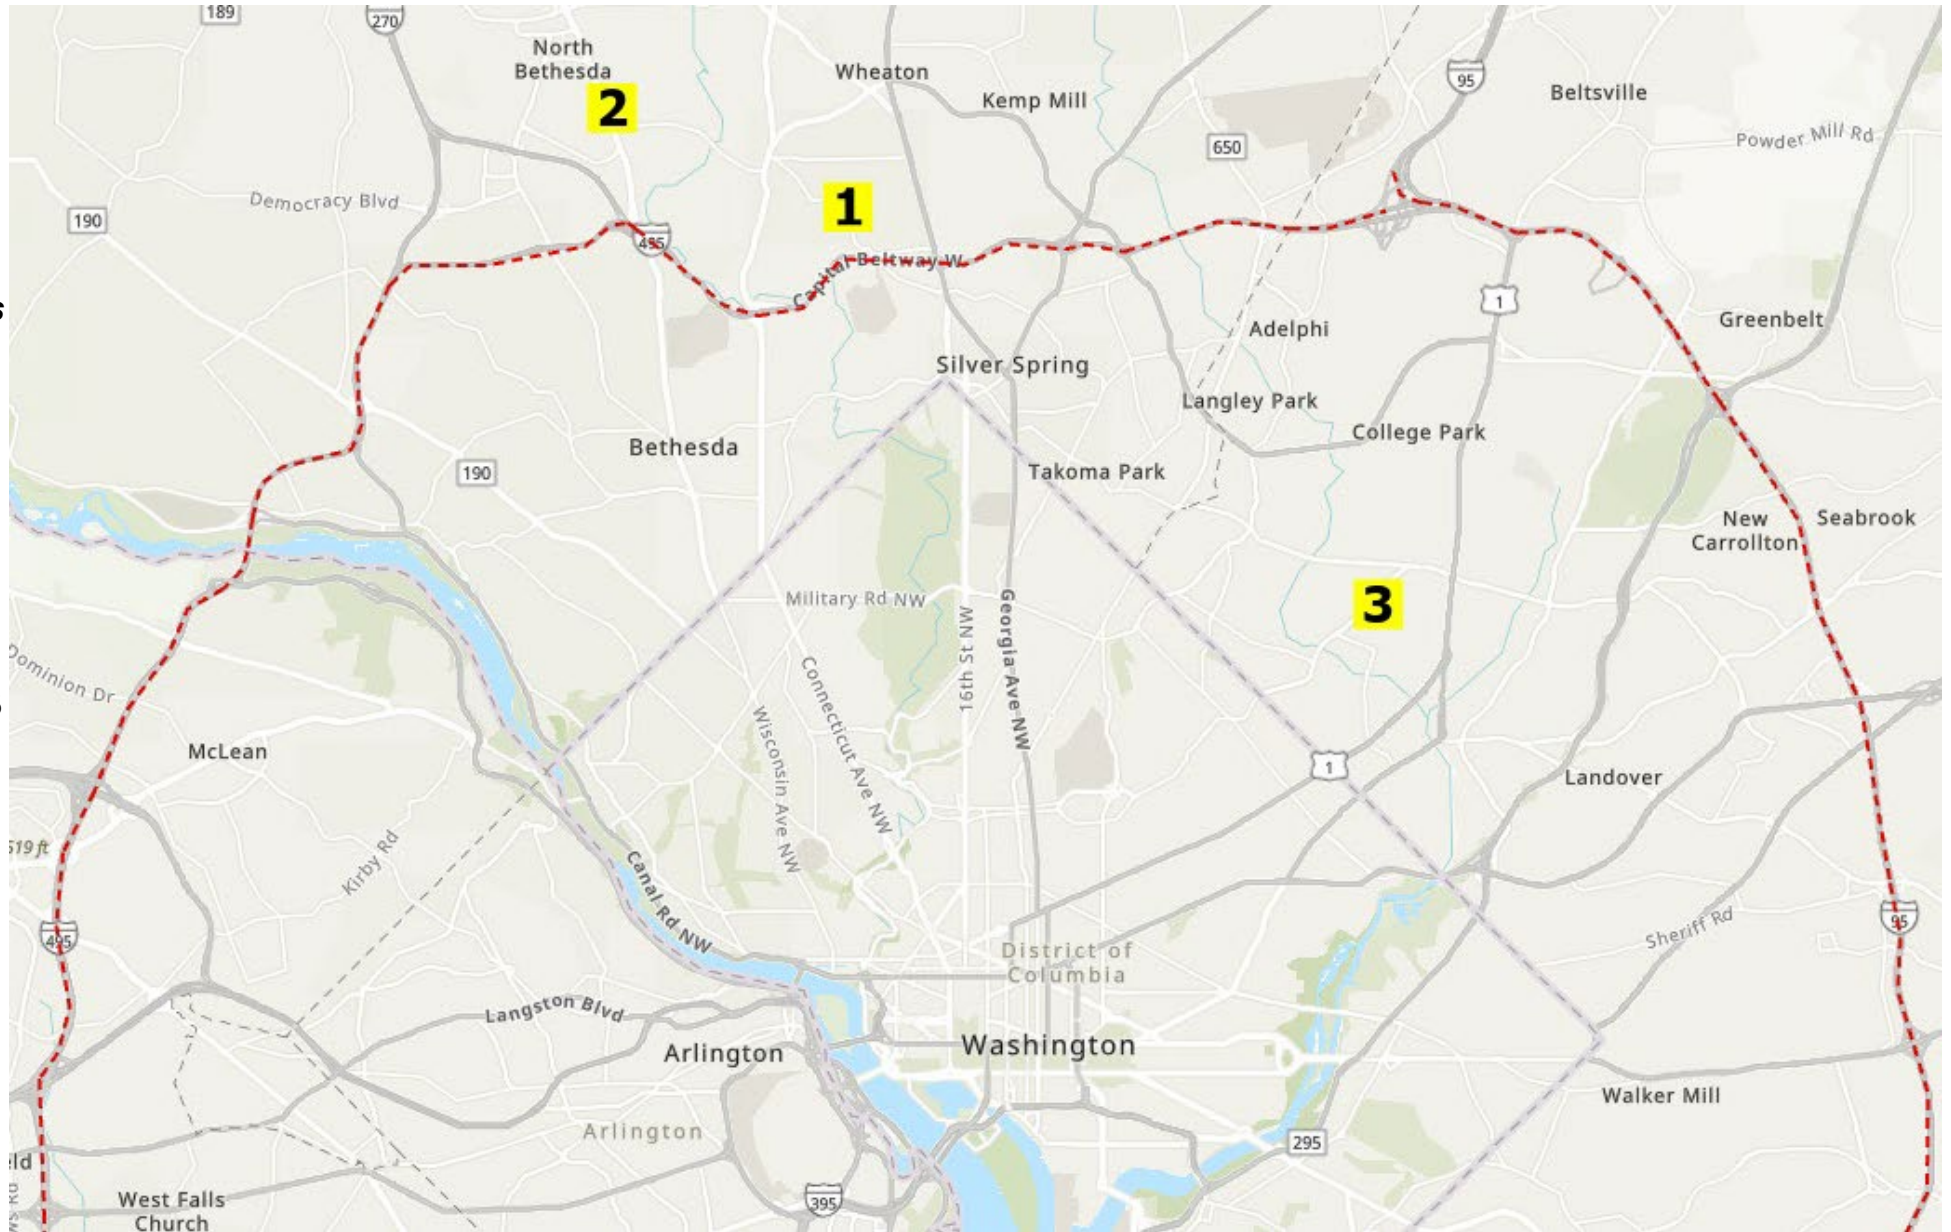 189
270
North
Bethesda
2
Wheaton
Kemp Mill
95
Beltsville
650
Powder Mill Rd
Democracy Blvd
190
1
495
Capital Beltway W
1
Greenbelt
Adelphi
Silver Spring
Langley Park
College Park
Bethesda
190
Takoma Park
New
Carrollton
Seabrook
Military Rd NW
3
16th St NW
Georgia Ave NW
Dominion Dr
Connecticut Ave NW
Wisconsin Ave NW
McLean
1
Landover
519 ft
Kirby Rd
Canal Rd NW
495
95
Sheriff Rd
District of
Columbia
Langston Blvd
Arlington
Washington
Walker Mill
Arlington
295
eld
West Falls
Church
395